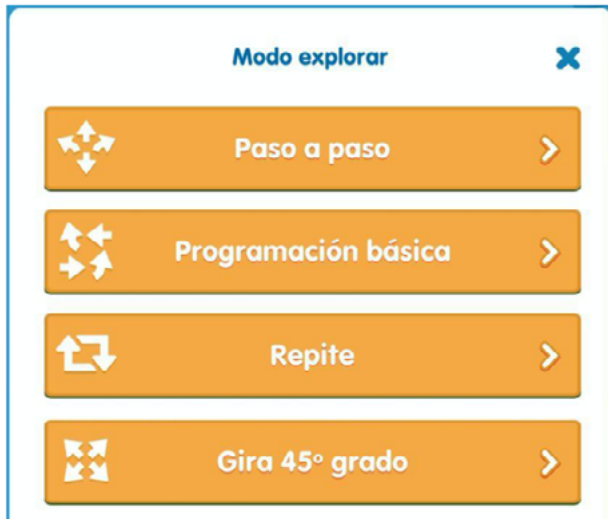 Modo explorar
Paso a paso
Programación básica
Repite
Gira 45º grado